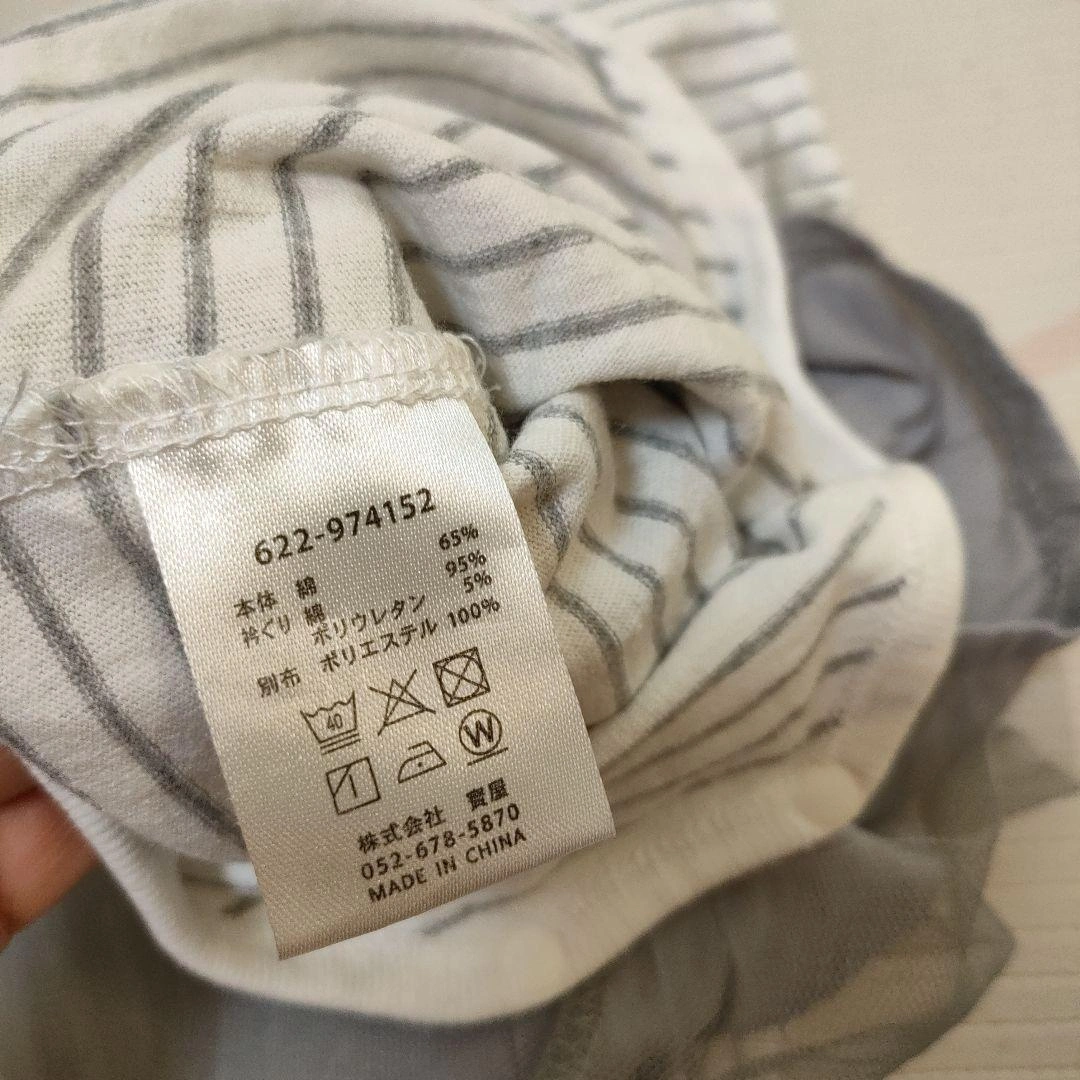 622-974152
本体 綿 65%
衿ぐり 綿 95%
ポリウレタン 5%
別布 ポリエステル 100%
40
W
株式会社 寳屋
052-678-5870
MADE IN CHINA